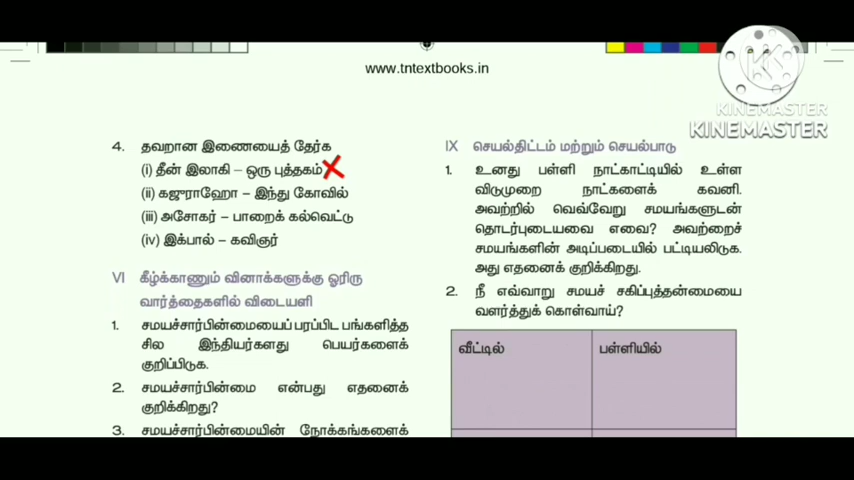 www.tntextbooks.in
KINEMASTER
KINEMASTER
4. தவறான இணையைத் தேர்க
(i) தீன் இலாகி – ஒரு புத்தகம்
(ii) கஜுராஹோ – இந்து கோவில்
(iii) அசோகர் – பாறைக் கல்வெட்டு
(iv) இக்பால் – கவிஞர்
VI கீழ்க்காணும் வினாக்களுக்கு ஓரிரு
வார்த்தைகளில் விடையளி
1. சமயச்சார்பின்மையைப் பரப்பிட பங்களித்த
சில இந்தியர்களது பெயர்களைக்
குறிப்பிடுக.
2. சமயச்சார்பின்மை என்பது எதனைக்
குறிக்கிறது?
3. சமயச்சார்பின்மையின் நோக்கங்களைக்
IX செயல்திட்டம் மற்றும் செயல்பாடு
1. உனது பள்ளி நாட்காட்டியில் உள்ள
விடுமுறை நாட்களைக் கவனி.
அவற்றில் வெவ்வேறு சமயங்களுடன்
தொடர்புடையவை எவை? அவற்றைச்
சமயங்களின் அடிப்படையில் பட்டியலிடுக.
அது எதனைக் குறிக்கிறது.
2. நீ எவ்வாறு சமயச் சகிப்புத்தன்மையை
வளர்த்துக் கொள்வாய்?
வீட்டில்
பள்ளியில்